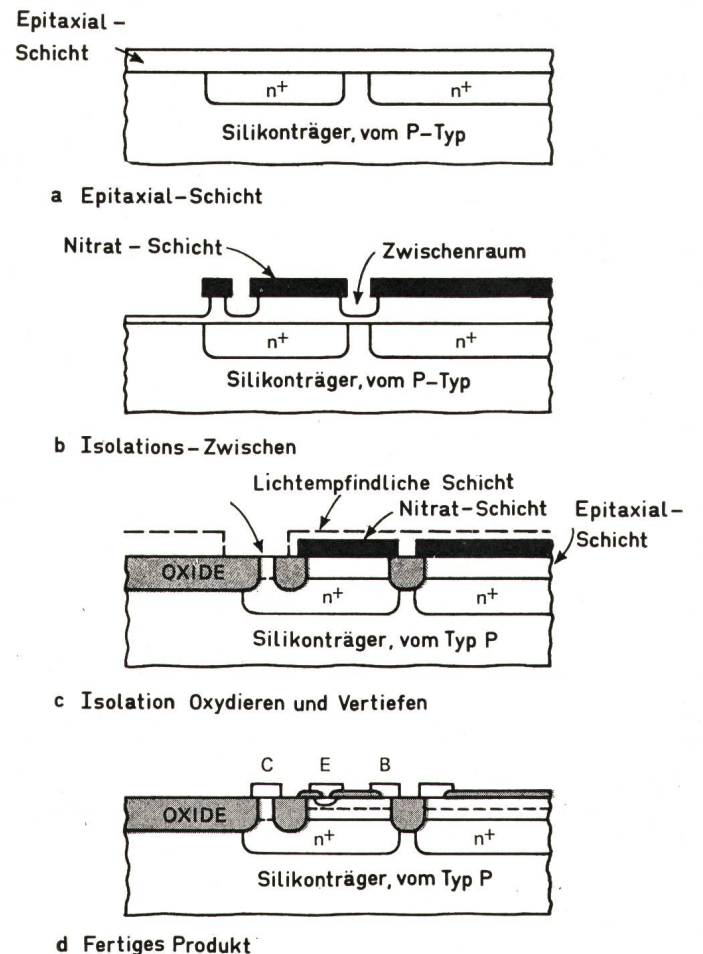 Epitaxial –
Schicht
n+
n+
Silikonträger, vom P–Typ
a Epitaxial–Schicht
Nitrat – Schicht
Zwischenraum
n+
n+
Silikonträger, vom P–Typ
b Isolations–Zwischen
Lichtempfindliche Schicht
Nitrat–Schicht
Epitaxial–
Schicht
OXIDE
n+
n+
Silikonträger, vom Typ P
c Isolation Oxydieren und Vertiefen
C E B
OXIDE
n+
n+
Silikonträger, vom Typ P
d Fertiges Produkt